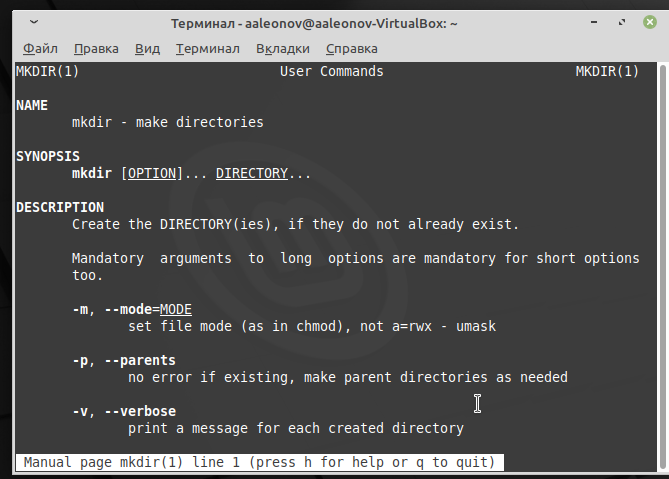 Терминал - aaleonov@aaleonov-VirtualBox: ~
Файл Правка Вид Терминал Вкладки Справка
MKDIR(1) User Commands MKDIR(1)
NAME
mkdir - make directories
SYNOPSIS
mkdir [OPTION]... DIRECTORY...
DESCRIPTION
Create the DIRECTORY(ies), if they do not already exist.
Mandatory arguments to long options are mandatory for short options
too.
-m, --mode=MODE
set file mode (as in chmod), not a=rwx - umask
-p, --parents
no error if existing, make parent directories as needed
-v, --verbose
print a message for each created directory
Manual page mkdir(1) line 1 (press h for help or q to quit)